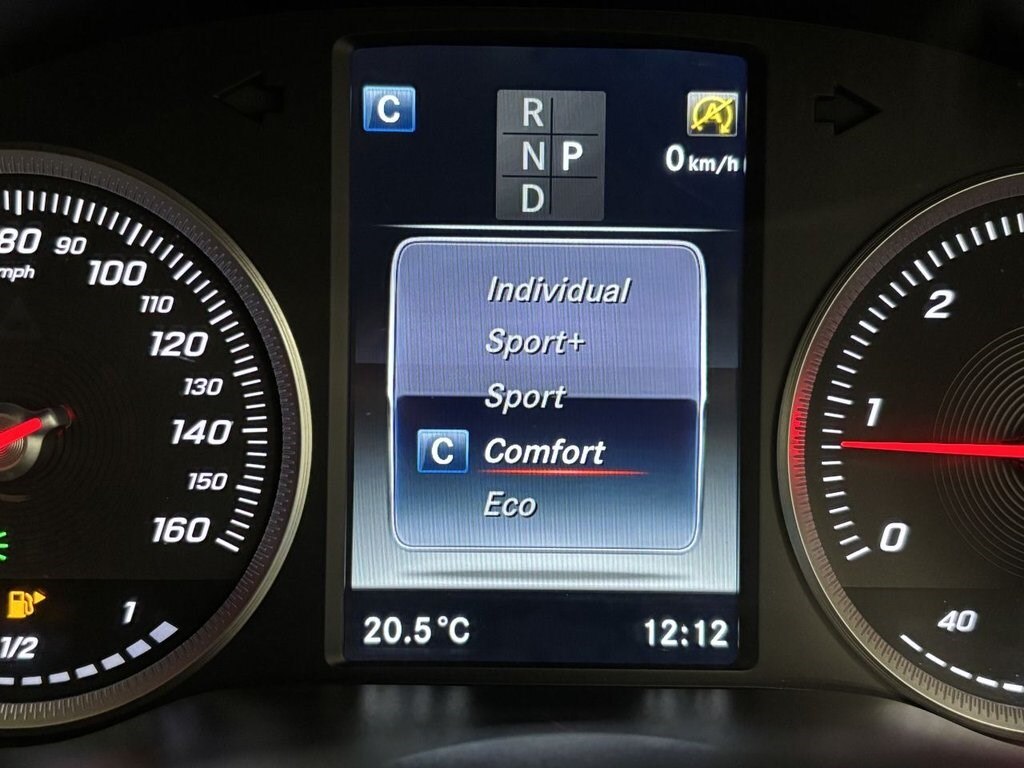 C
R
N P
D
A
0 km/h
Individual
Sport+
Sport
C Comfort
Eco
20.5°C
12:12
80
mph
90
100
110
120
130
140
150
160
1/2
1
2
1
0
40